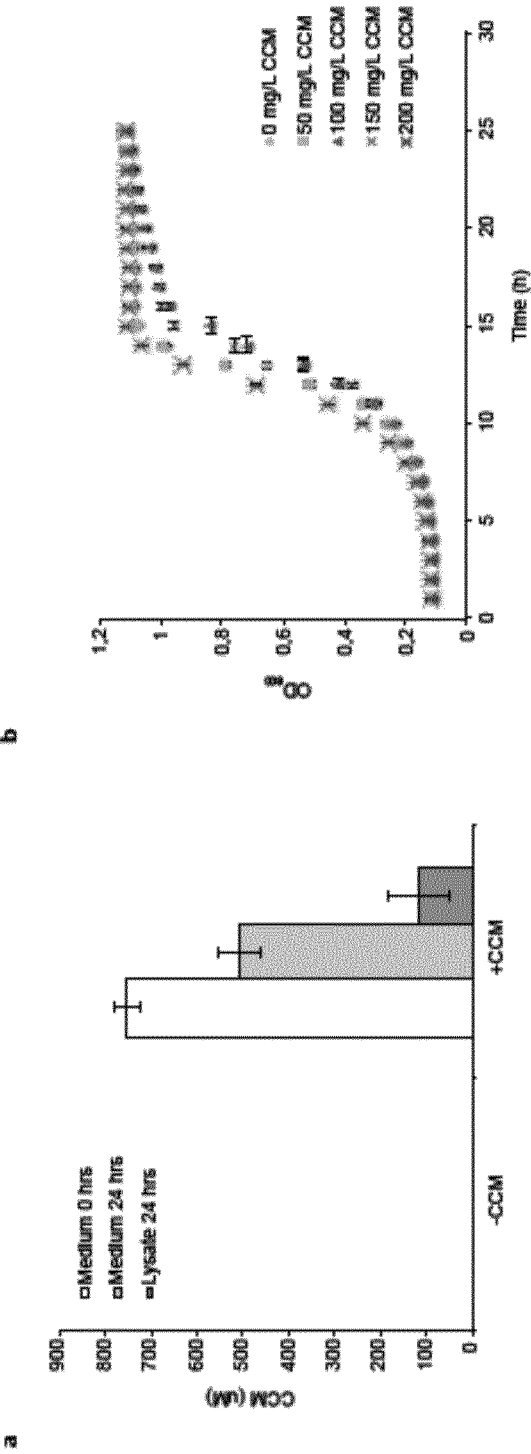 a
CCM (uM)
900
800
700
600
500
400
300
200
100
0
Medium 0 hrs
Medium 24 hrs
Lysate 24 hrs
-CCM
+CCM
b
1,2
1
0,8
0,6
0,4
0,2
0
0
5
10
15
20
25
30
Time (h)
0 mg/L CCM
50 mg/L CCM
100 mg/L CCM
150 mg/L CCM
200 mg/L CCM